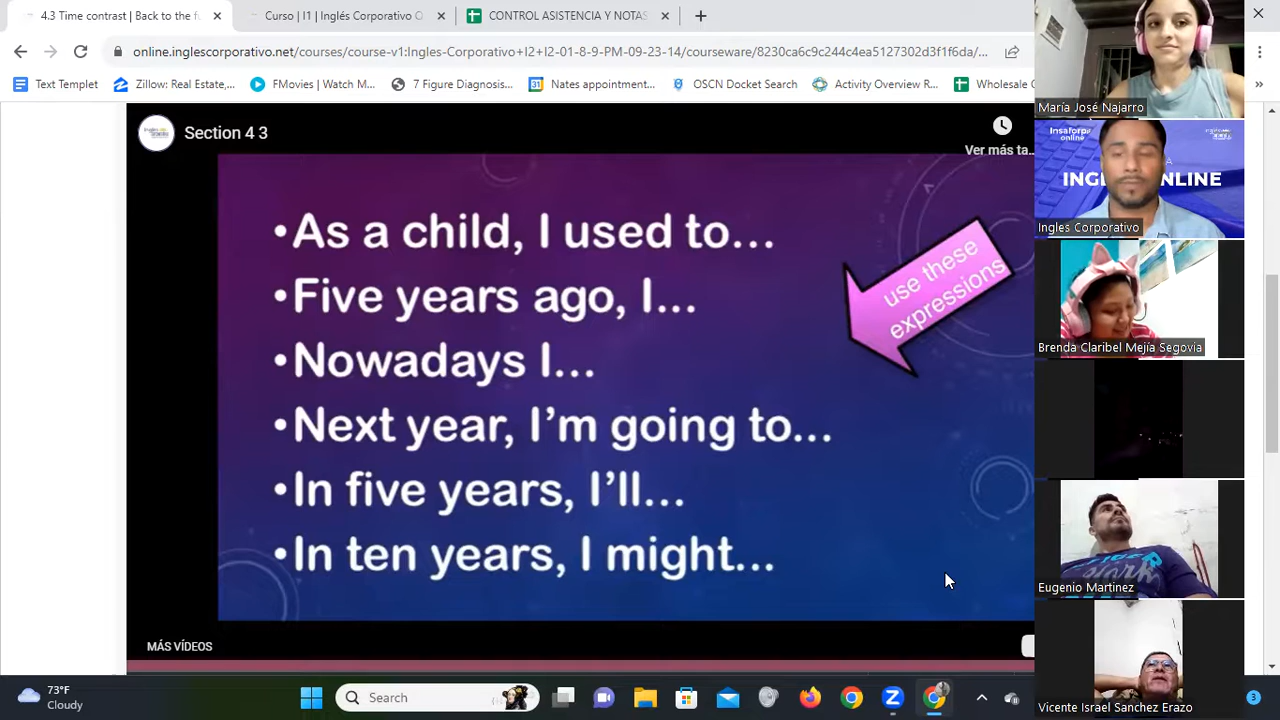 4.3 Time contrast | Back to the fu
Curso | I1 | Inglés Corporativo O
CONTROL ASISTENCIA Y NOTAS
online.inglescorporativo.net/courses/course-v1:Ingles-Corporativo+I2+I2-01-8-9-PM-09-23-14/courseware/8230ca6c9c244c4ea5127302d3f1f6da/...
Text Templet
Zillow: Real Estate,...
FMovies | Watch M...
7 Figure Diagnosis...
Nates appointment...
OSCN Docket Search
Activity Overview R...
Wholesale C
Section 4 3
Ver más ta...
•As a child, I used to...
•Five years ago, I...
•Nowadays I...
•Next year, I'm going to...
•In five years, I'll...
•In ten years, I might...
use these
expressions
MÁS VÍDEOS
María José Najarro
Insaforp
online
Ingles Corporativo
Brenda Claribel Mejía Segovia
Eugenio Martinez
Vicente Israel Sanchez Erazo
73°F
Cloudy
Search
3